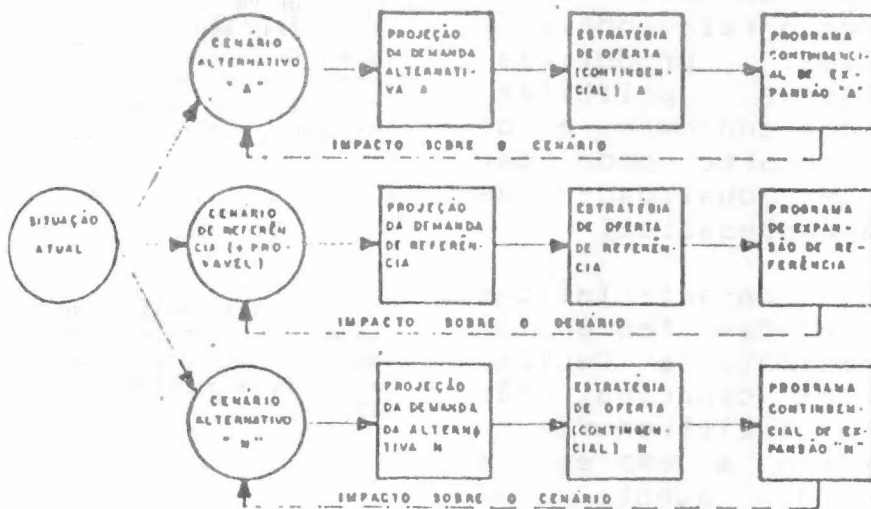 CENÁRIO
ALTERNATIVO
"A"
PROJEÇÃO
DA DEMANDA
ALTERNATI-
VA A
ESTRATÉGIA
DE OFERTA
(CONTINGEN-
CIAL) A
PROGRAMA
CONTINGENCI-
AL DE EX-
PANSÃO "A"
IMPACTO SOBRE O CENÁRIO
SITUAÇÃO
ATUAL
CENÁRIO
DE REFERÊN-
CIA (+ PRO-
VÁVEL)
PROJEÇÃO
DA DEMANDA
DE REFERÊN-
CIA
ESTRATÉGIA
DE OFERTA
DE REFERÊN-
CIA
PROGRAMA
DE EXPAN-
SÃO DE RE-
FERÊNCIA
IMPACTO SOBRE O CENÁRIO
CENÁRIO
ALTERNATIVO
"N"
PROJEÇÃO
DA DEMANDA
DA ALTERNA
TIVA N
ESTRATÉGIA
DE OFERTA
(CONTINGEN-
CIAL) N
PROGRAMA
CONTINGEN-
CIAL DE EX-
PANSÃO "N"
IMPACTO SOBRE O CENÁRIO